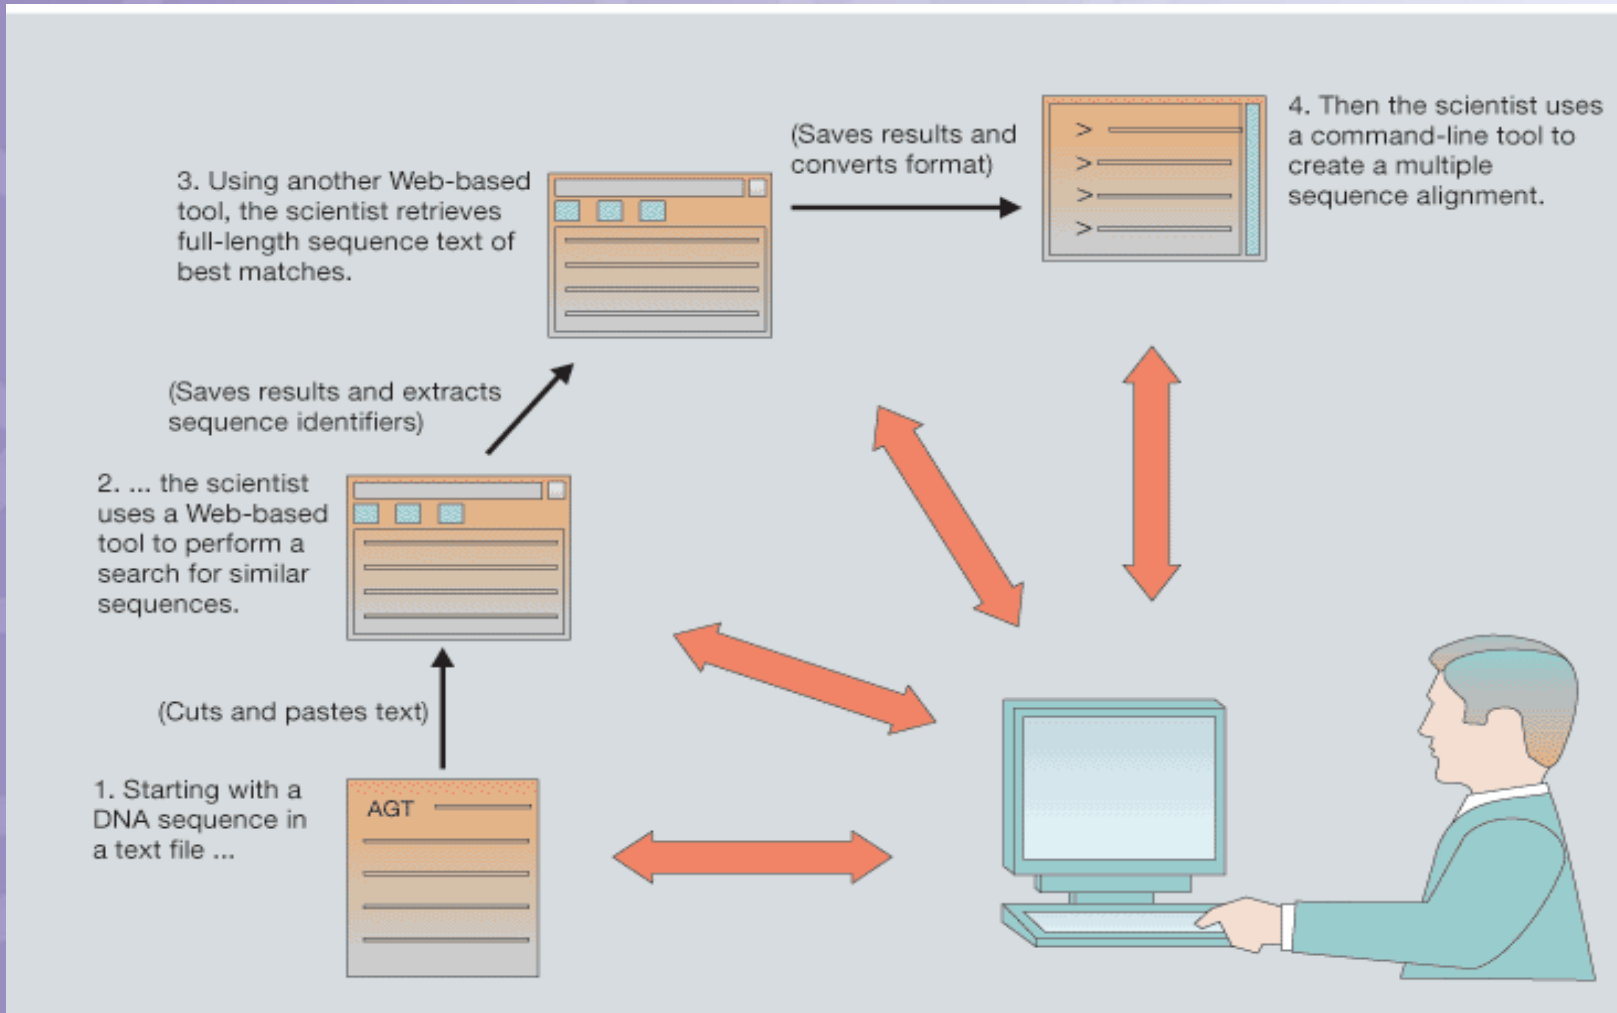 1. Starting with a
DNA sequence in
a text file ...
AGT
(Cuts and pastes text)
2. ... the scientist
uses a Web-based
tool to perform a
search for similar
sequences.
(Saves results and extracts
sequence identifiers)
3. Using another Web-based
tool, the scientist retrieves
full-length sequence text of
best matches.
(Saves results and
converts format)
>
>
>
>
4. Then the scientist uses
a command-line tool to
create a multiple
sequence alignment.